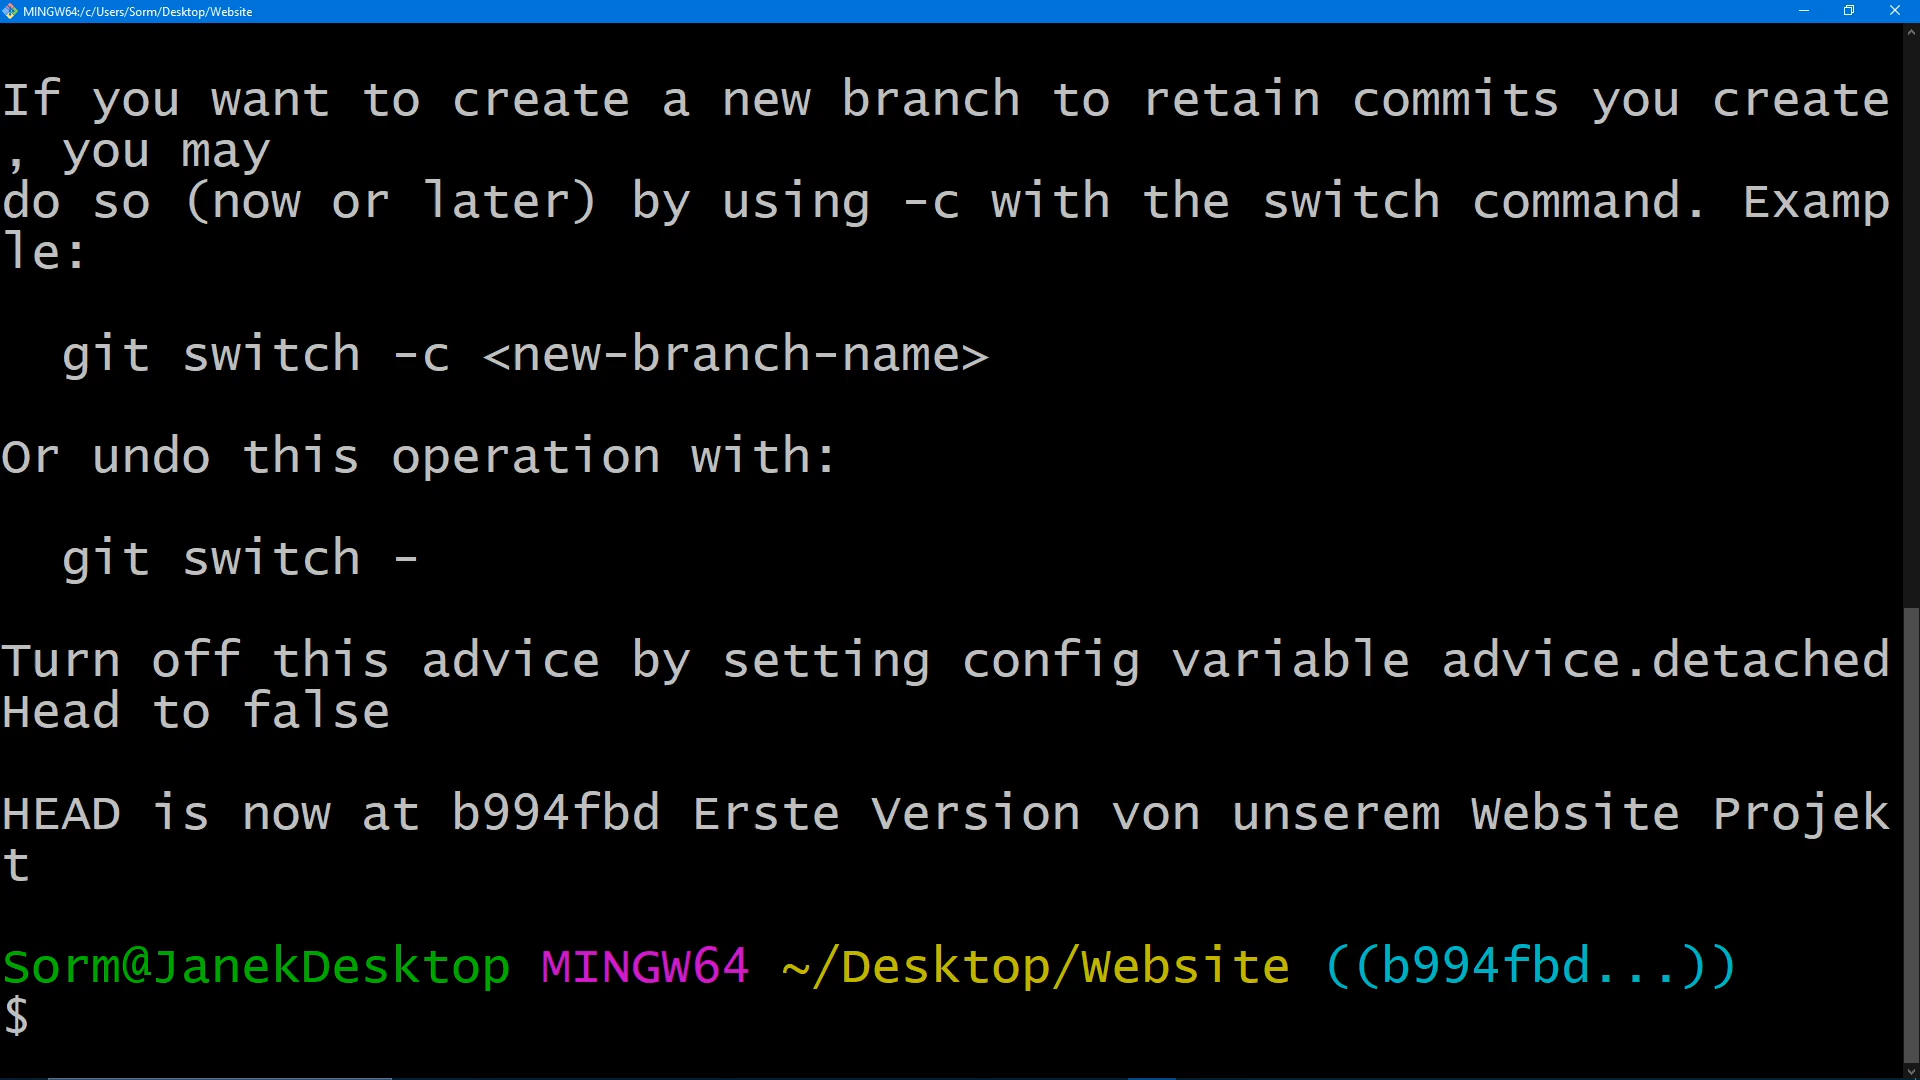 MINGW64:/c/Users/Sorm/Desktop/Website
If you want to create a new branch to retain commits you create
, you may
do so (now or later) by using -c with the switch command. Examp
le:
git switch -c <new-branch-name>
Or undo this operation with:
git switch -
Turn off this advice by setting config variable advice.detached
Head to false
HEAD is now at b994fbd Erste Version von unserem Website Projek
t
Sorm@JanekDesktop MINGW64 ~/Desktop/Website ((b994fbd...))
$